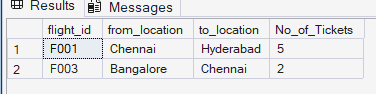 Results Messages
flight_id from_location to_location No_of_Tickets
1 F001 Chennai Hyderabad 5
2 F003 Bangalore Chennai 2